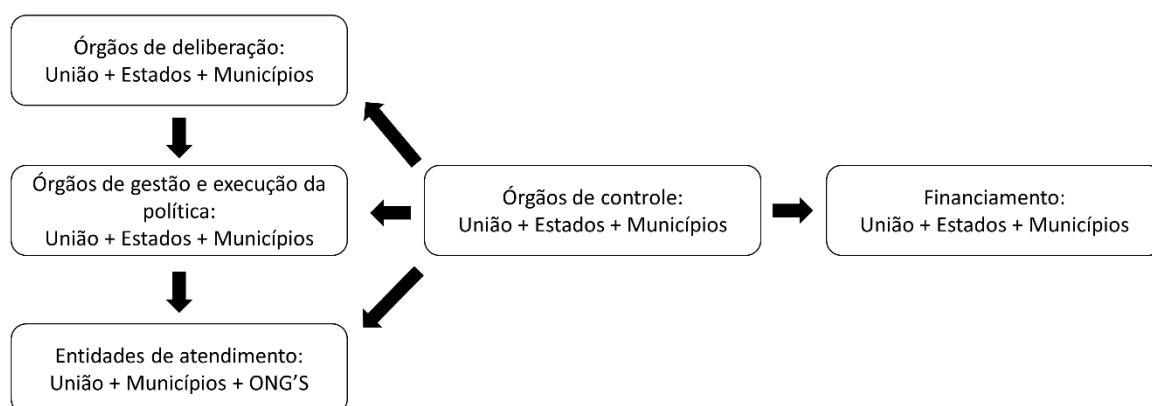 Órgãos de deliberação:
União + Estados + Municípios
Órgãos de gestão e execução da
política:
União + Estados + Municípios
Entidades de atendimento:
União + Municípios + ONG’S
Órgãos de controle:
União + Estados + Municípios
Financiamento:
União + Estados + Municípios